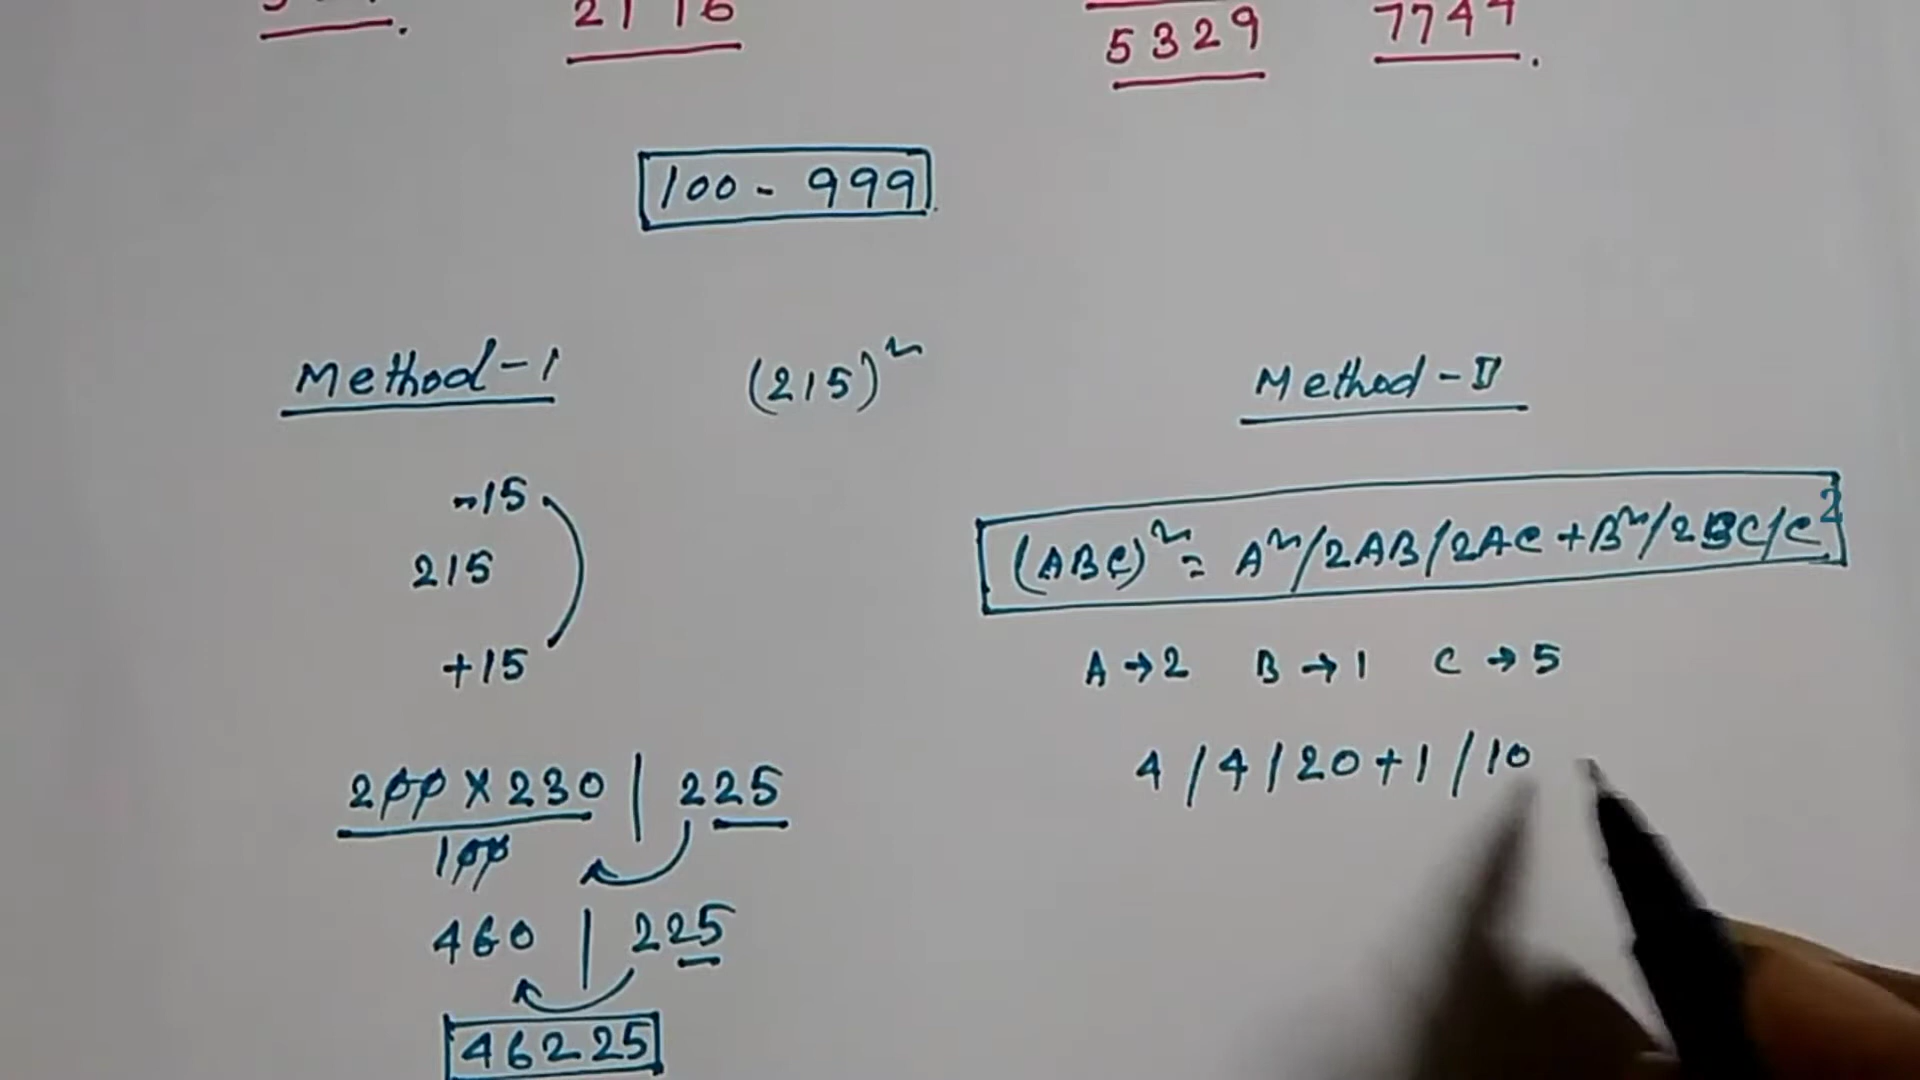 2116 5329 7744
100 - 999
Method-1 (215)² Method-II
-15
215
+15
(ABC)² = A²/2AB/2AC+B²/2BC/C²
A→2 B→1 C→5
4/4/20+1/10
200×230 | 225
100
460 | 225
46225